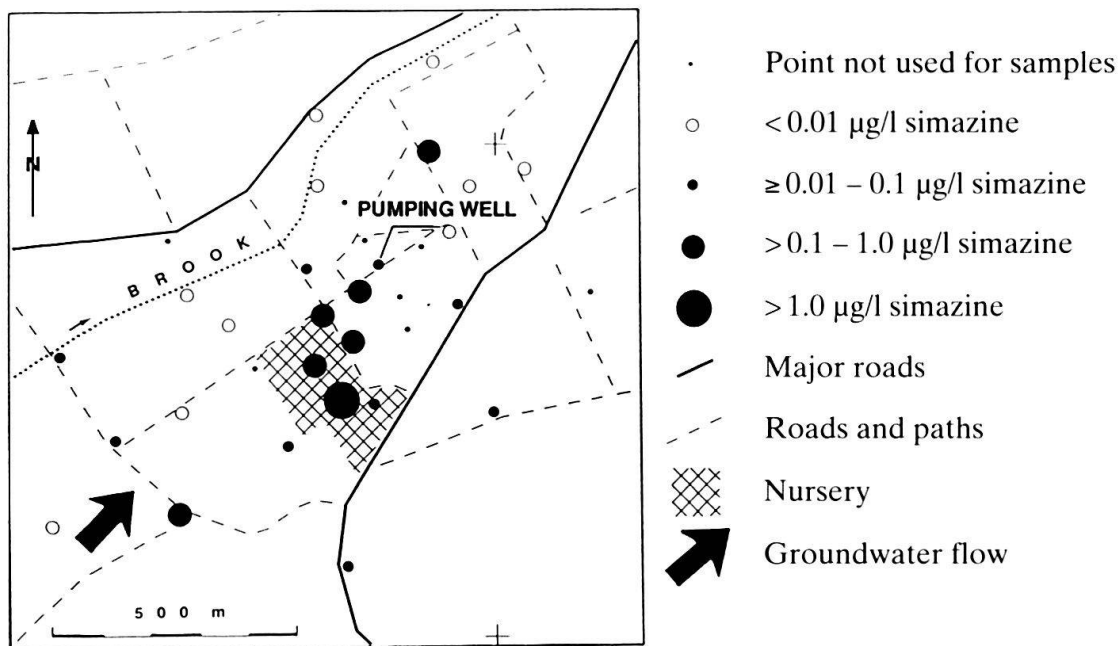 N
PUMPING WELL
BROOK
500 m
Point not used for samples
< 0.01 µg/l simazine
≥ 0.01 – 0.1 µg/l simazine
> 0.1 – 1.0 µg/l simazine
> 1.0 µg/l simazine
Major roads
Roads and paths
Nursery
Groundwater flow